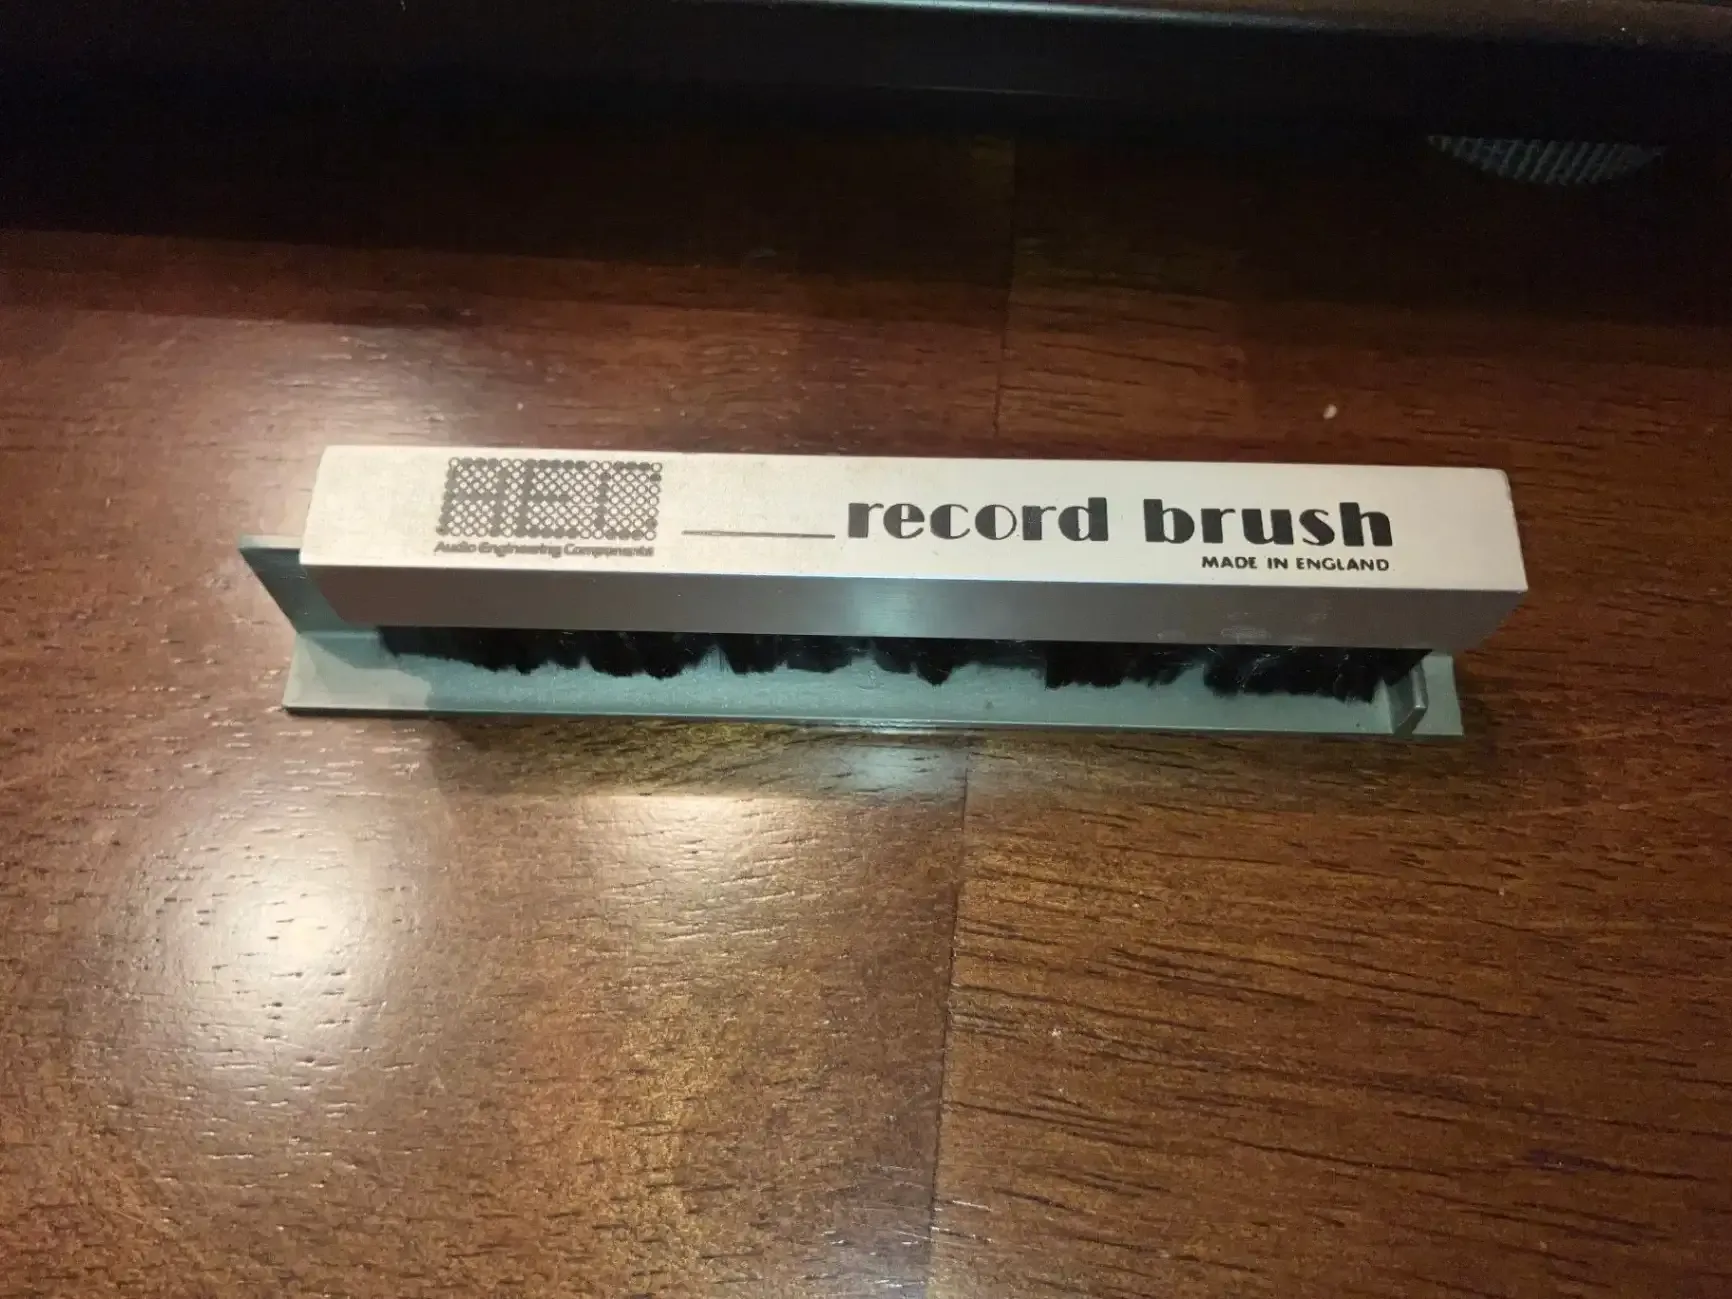 AEC
Audio Engineering Components
record brush
MADE IN ENGLAND